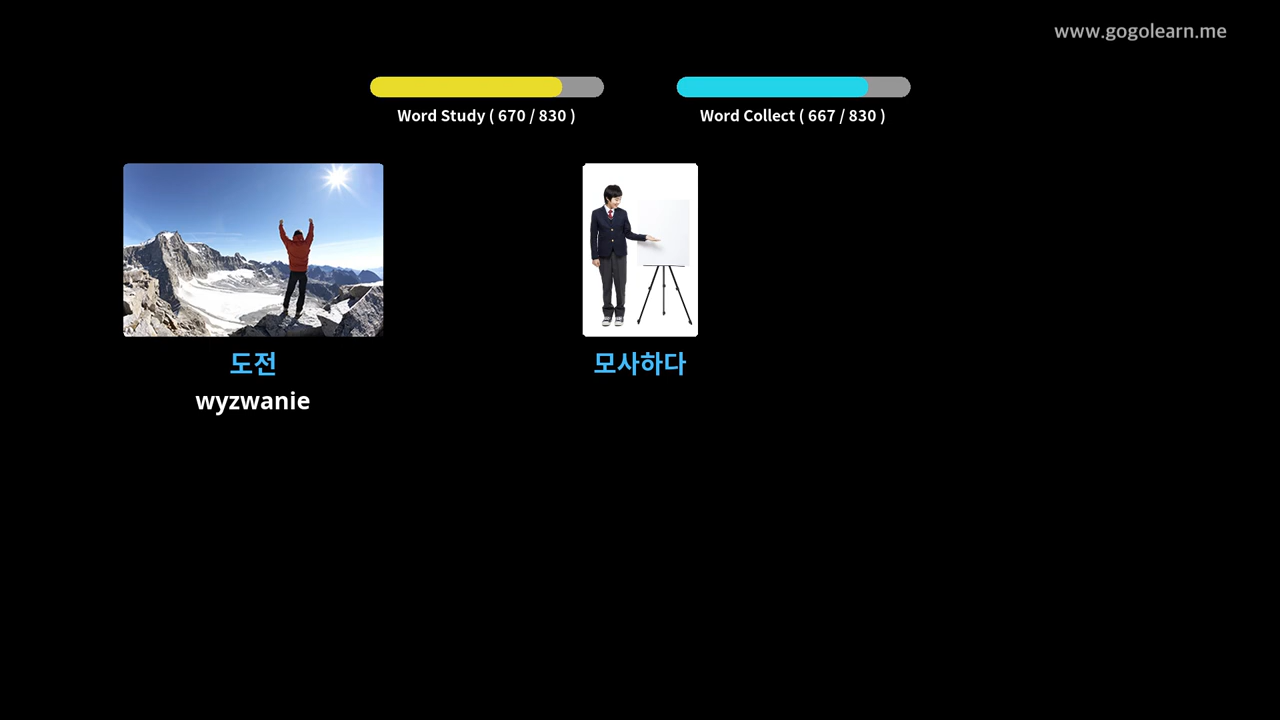 www.gogolearn.me
Word Study ( 670 / 830 )
Word Collect ( 667 / 830 )
도전
wyzwanie
모사하다